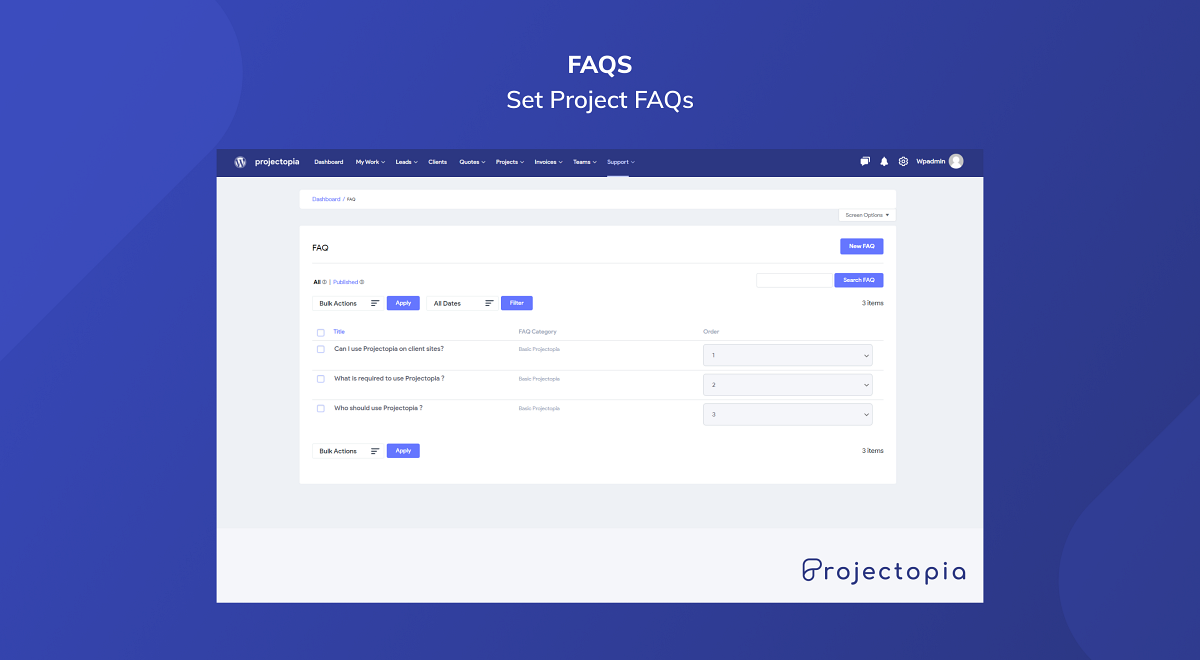 FAQS
Set Project FAQs
projectopia Dashboard My Work Leads Clients Quotes Projects Invoices Teams Support Wpadmin
Dashboard / FAQ
Screen Options
FAQ
New FAQ
All | Published
Search FAQ
Bulk Actions Apply All Dates Filter
3 items
Title FAQ Category Order
Can I use Projectopia on client sites? Basic Projectopia 1
What is required to use Projectopia ? Basic Projectopia 2
Who should use Projectopia ? Basic Projectopia 3
Bulk Actions Apply
3 items
Projectopia